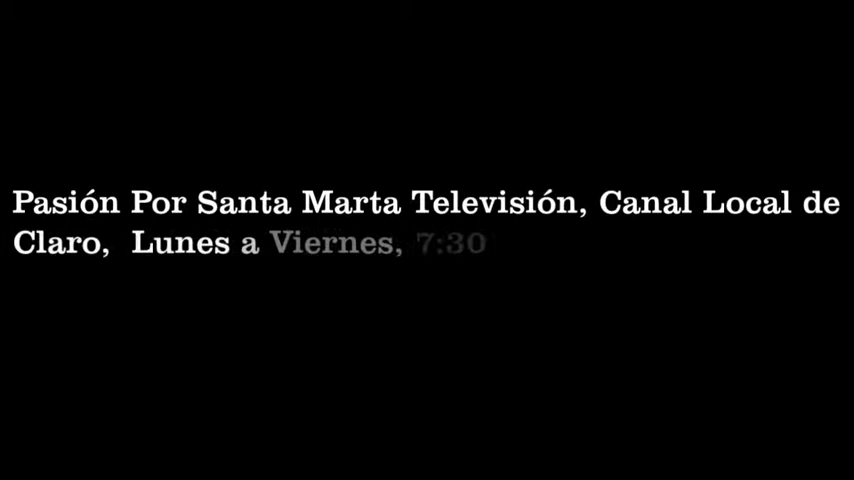 Pasión Por Santa Marta Televisión, Canal Local de
Claro, Lunes a Viernes, 7:30